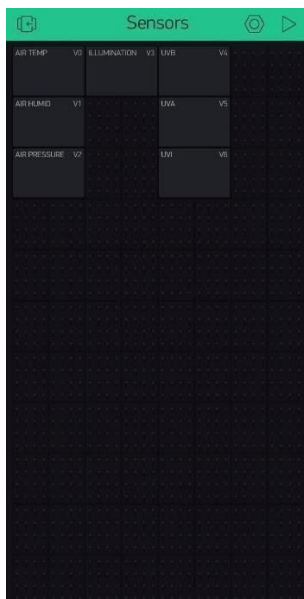 Sensors
AIR TEMP V0 ILLUMINATION V3 UVB V4
AIR HUMID V1 UVA V5
AIR PRESSURE V2 UVI V6